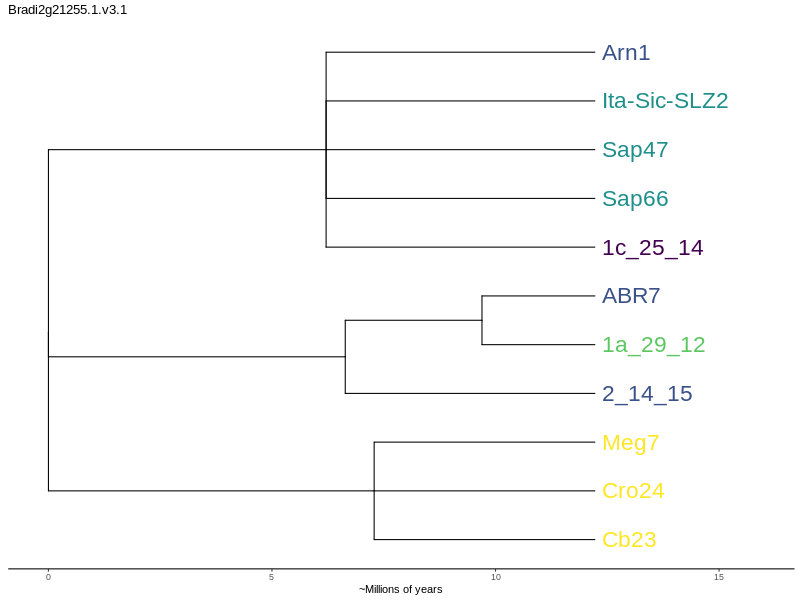 Bradi2g21255.1.v3.1
Arn1
Ita-Sic-SLZ2
Sap47
Sap66
1c_25_14
ABR7
1a_29_12
2_14_15
Meg7
Cro24
Cb23
0 5 10 15
~Millions of years